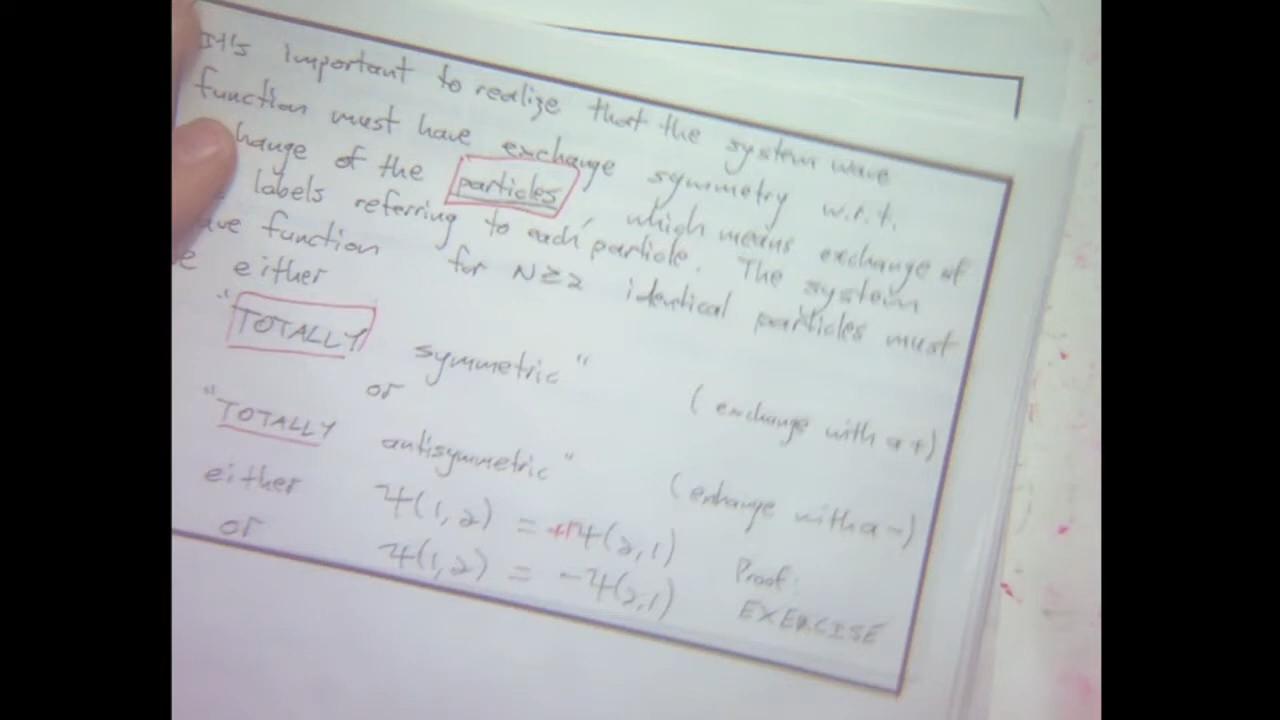 It's important to realize that the system wave
function must have exchange symmetry w.r.t.
hange of the particles, which means exchange of
labels referring to each particle. The system
ave function for N≥2 identical particles must
e either
"TOTALLY symmetric" (exchange with a +)
or
"TOTALLY antisymmetric" (exchange with a -)
either Ψ(1,2) = +Ψ(2,1) Proof:
or Ψ(1,2) = -Ψ(2,1) EXERCISE